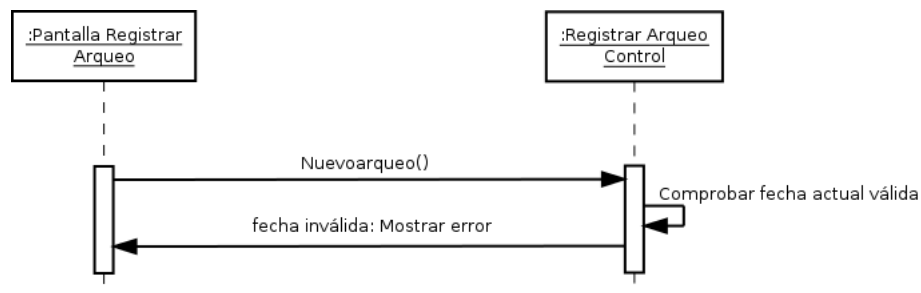 :Pantalla Registrar
Arqueo
:Registrar Arqueo
Control
Nuevoarqueo()
Comprobar fecha actual válida
fecha inválida: Mostrar error